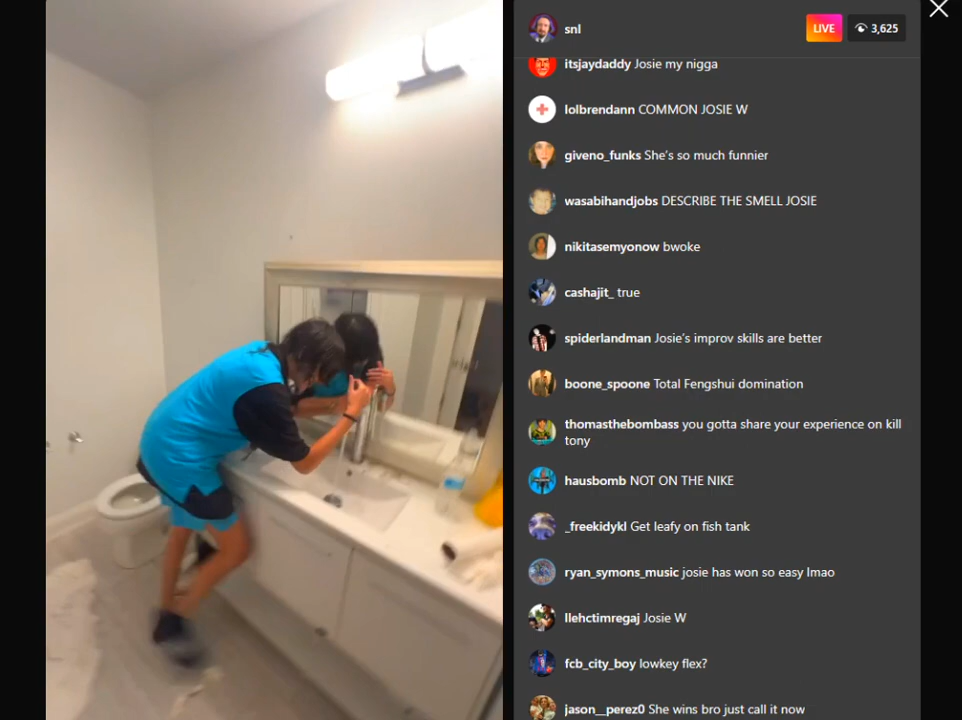 snl
LIVE
3,625
itsjaydaddy Josie my nigga
lolbrendann COMMON JOSIE W
giveno_funks She's so much funnier
wasabihandjobs DESCRIBE THE SMELL JOSIE
nikitasemyonow bwoke
cashajit_ true
spiderlandman Josie's improv skills are better
boone_spoone Total Fengshui domination
thomasthebombass you gotta share your experience on kill
tony
hausbomb NOT ON THE NIKE
_freekidykl Get leafy on fish tank
ryan_symons_music josie has won so easy lmao
llehctimregaj Josie W
fcb_city_boy lowkey flex?
jason__perez0 She wins bro just call it now